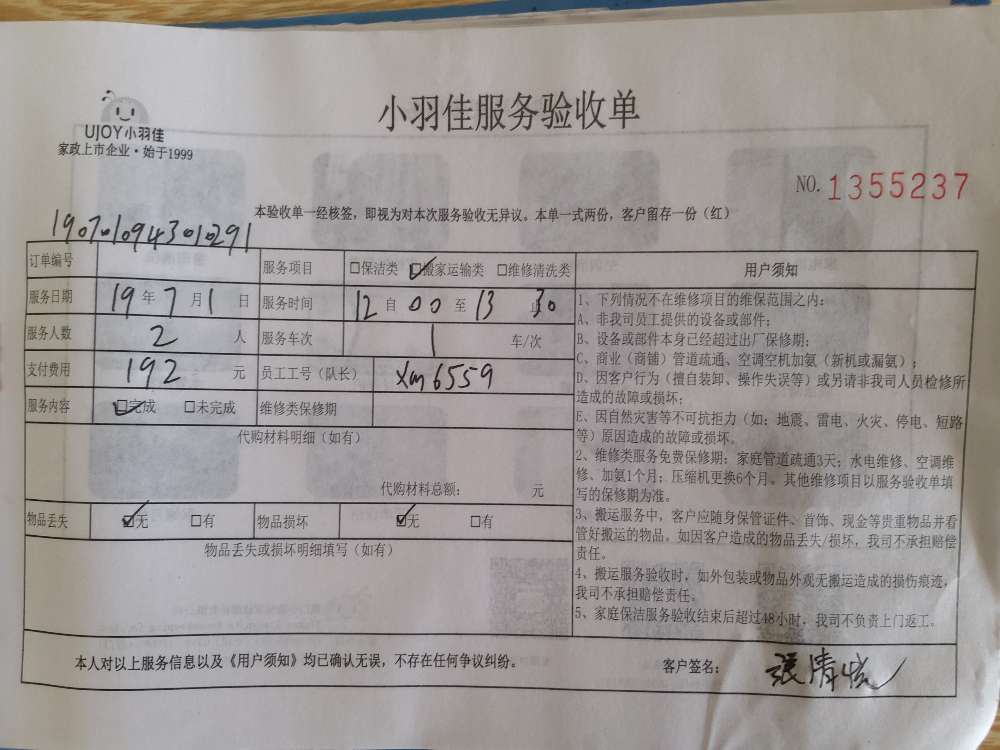 小羽佳服务验收单
UJOY小羽佳
家政上市企业·始于1999
NO. 1355237
本验收单一经核签，即视为对本次服务验收无异议。本单一式两份，客户留存一份（红）
1907010943010291
订单编号 服务项目 □保洁类 ☑搬家运输类 □维修清洗类
服务日期 19年7月1日 服务时间 12自00至13止30
服务人数 2人 服务车次 1车/次
支付费用 192元 员工工号（队长） xm6559
服务内容 ☑完成 □未完成 维修类保修期
代购材料明细（如有）
代购材料总额： 元
物品丢失 ☑无 □有 物品损坏 ☑无 □有
物品丢失或损坏明细填写（如有）
用户须知
1、下列情况不在维修项目的维保范围之内：
A、非我司员工提供的设备或部件；
B、设备或部件本身已经超过出厂保修期；
C、商业（商铺）管道疏通、空调空机加氨（新机或漏氨）；
D、因客户行为（擅自装卸、操作失误等）或另请非我司人员检修所
造成的故障或损坏；
E、因自然灾害等不可抗拒力（如：地震、雷电、火灾、停电、短路
等）原因造成的故障或损坏。
2、维修类服务免费保修期：家庭管道疏通3天；水电维修、空调维
修、加氨1个月；压缩机更换6个月。其他维修项目以服务验收单填
写的保修期为准。
3、搬运服务中，客户应随身保管证件、首饰、现金等贵重物品并看
管好搬运的物品。如因客户造成的物品丢失/损坏，我司不承担赔偿
责任。
4、搬运服务验收时，如外包装或物品外观无搬运造成的损伤痕迹，
我司不承担赔偿责任。
5、家庭保洁服务验收结束后超过48小时，我司不负责上门返工。
本人对以上服务信息以及《用户须知》均已确认无误，不存在任何争议纠纷。 客户签名： 张清